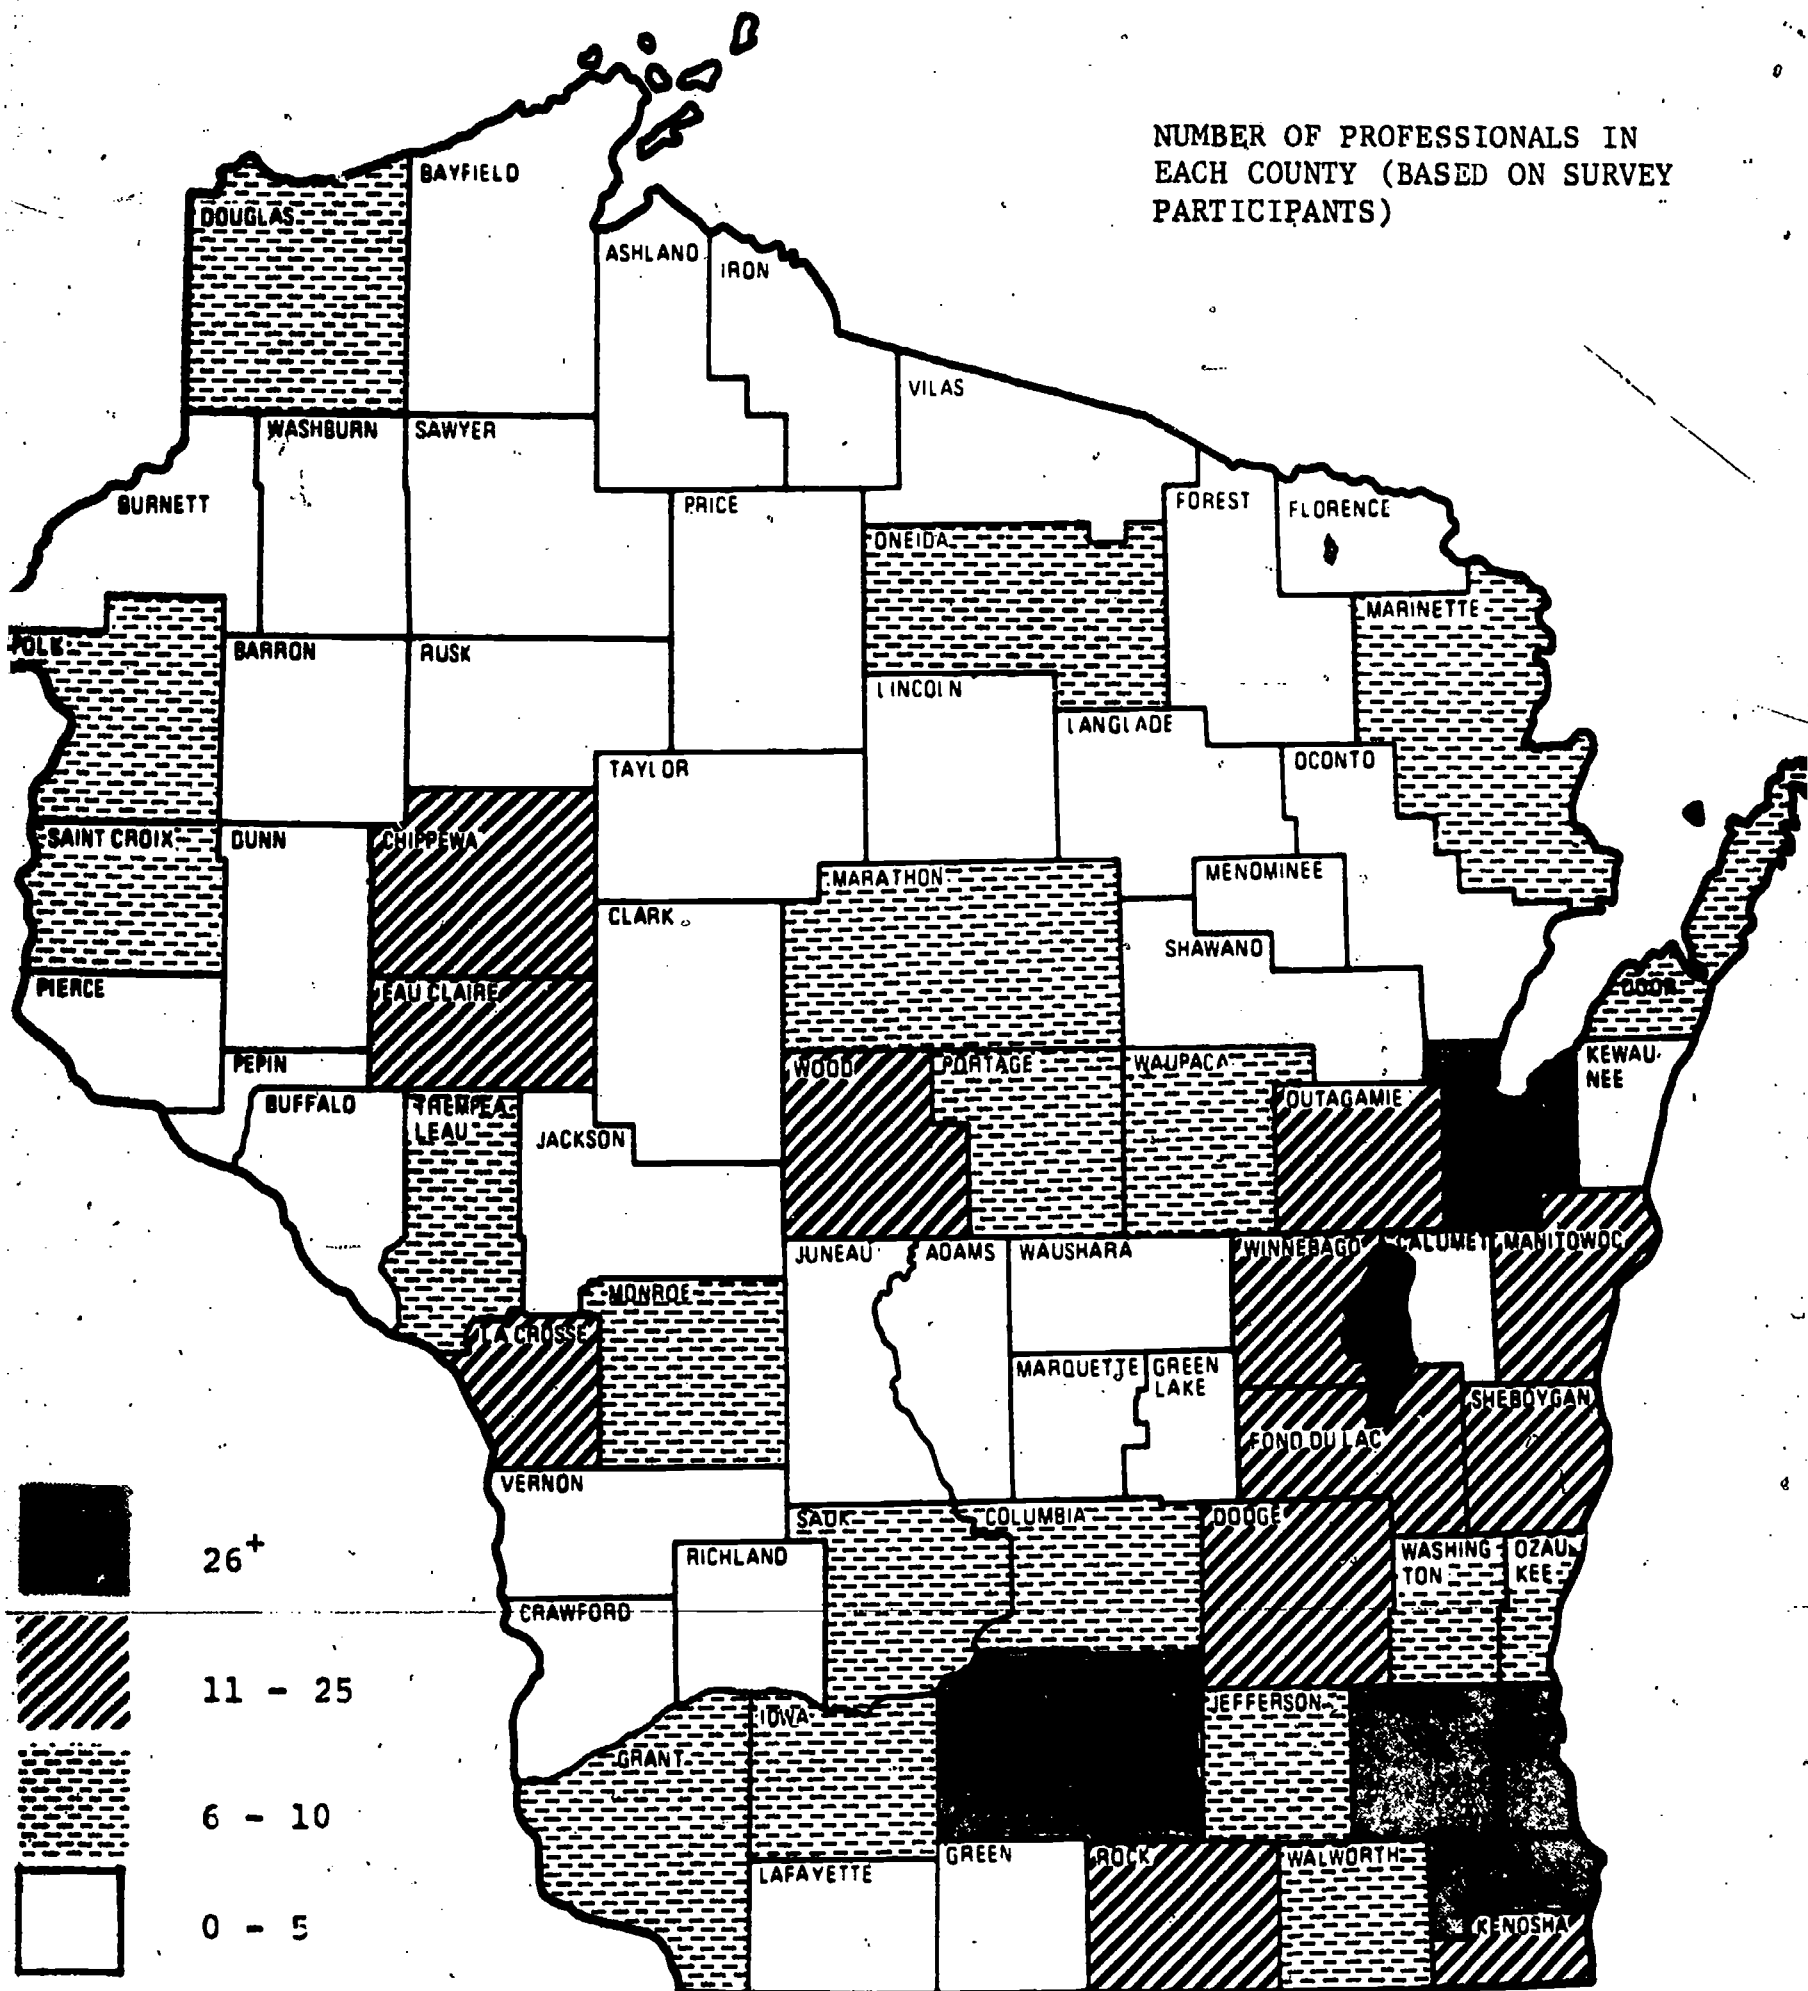 NUMBER OF PROFESSIONALS IN
EACH COUNTY (BASED ON SURVEY
PARTICIPANTS)
BAYFIELD
DOUGLAS
ASHLAND
IRON
VILAS
WASHBURN
SAWYER
BURNETT
PRICE
FOREST
FLORENCE
ONEIDA
MARINETTE
POLK
BARRON
RUSK
LINCOLN
LANGLADE
OCONTO
TAYLOR
SAINT CROIX
DUNN
CHIPPEWA
MARATHON
MENOMINEE
CLARK
SHAWANO
PIERCE
EAU CLAIRE
DOOR
PEPIN
WOOD
PORTAGE
WAUPACA
KEWAU-
NEE
BUFFALO
TREMPEA-
LEAU
JACKSON
OUTAGAMIE
JUNEAU
ADAMS
WAUSHARA
WINNEBAGO
CALUMET
MANITOWOC
MONROE
LA CROSSE
MARQUETTE
GREEN
LAKE
SHEBOYGAN
FOND DU LAC
VERNON
SAUK
COLUMBIA
DODGE
RICHLAND
WASHING
TON
OZAU-
KEE
CRAWFORD
JEFFERSON
IOWA
GRANT
LAFAYETTE
GREEN
ROCK
WALWORTH
KENOSHA
26+
11 - 25
6 - 10
0 - 5